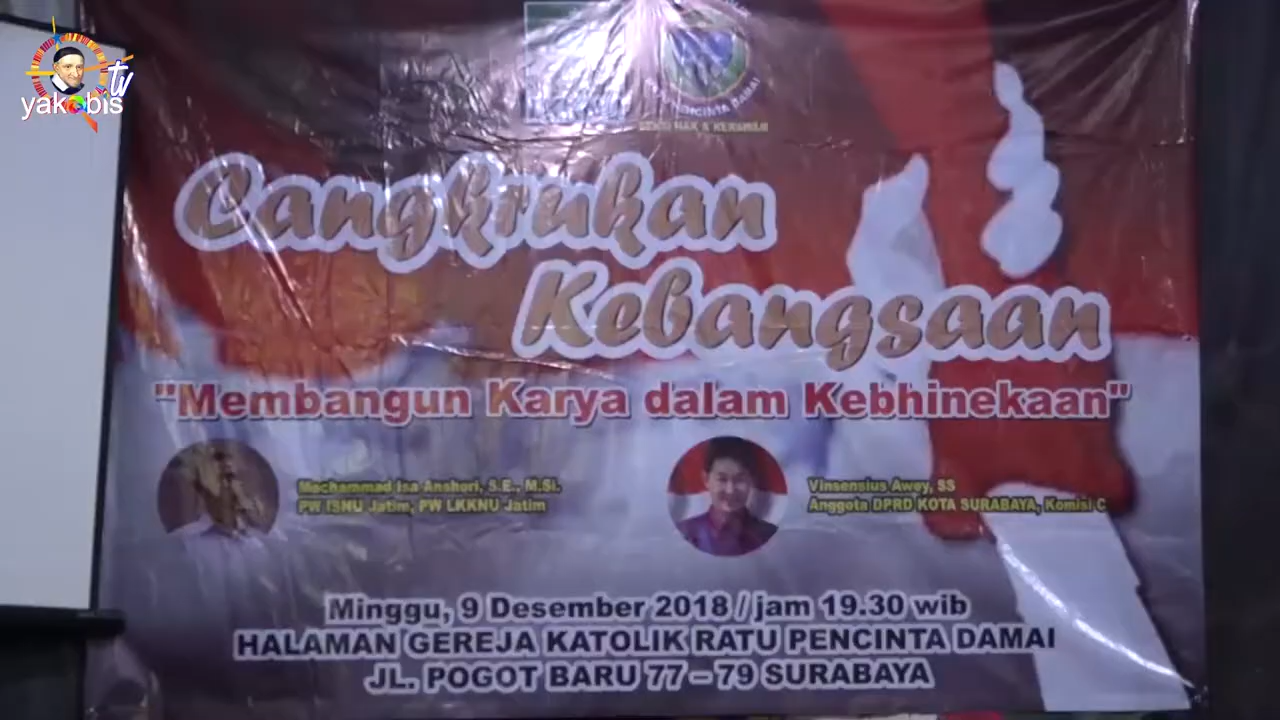 yakobis tv
CINTA DAMAI
Cangkrukan
Kebangsaan
"Membangun Karya dalam Kebhinekaan"
Mochammad Isa Anshori, S.E., M.Si.
PW ISNU Jatim, PW LKKNU Jatim
Vinsensius Awey, SS
Anggota DPRD KOTA SURABAYA, Komisi C
Minggu, 9 Desember 2018 / jam 19.30 wib
HALAMAN GEREJA KATOLIK RATU PENCINTA DAMAI
JL. POGOT BARU 77 – 79 SURABAYA